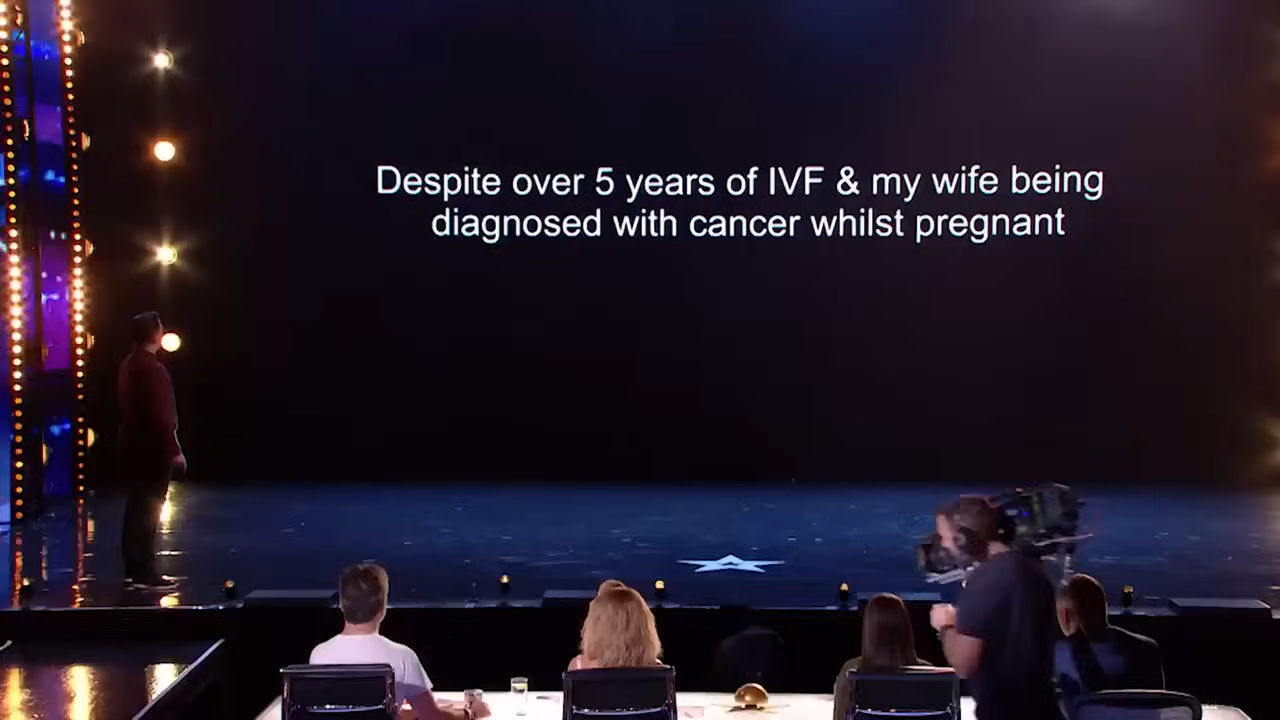 Despite over 5 years of IVF & my wife being
diagnosed with cancer whilst pregnant